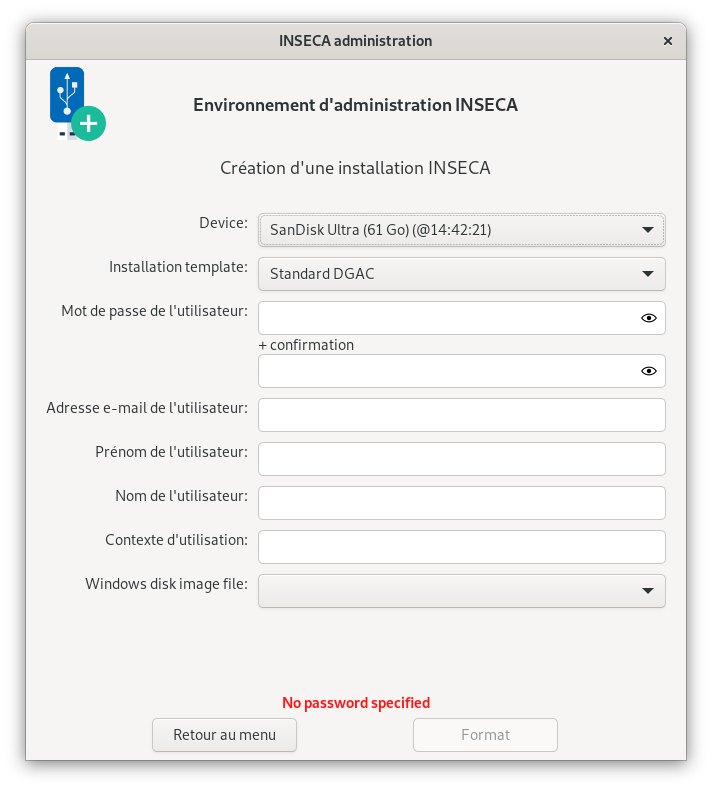 INSECA administration
Environnement d'administration INSECA
Création d'une installation INSECA
Device:
SanDisk Ultra (61 Go) (@14:42:21)
Installation template:
Standard DGAC
Mot de passe de l'utilisateur:
+ confirmation
Adresse e-mail de l'utilisateur:
Prénom de l'utilisateur:
Nom de l'utilisateur:
Contexte d'utilisation:
Windows disk image file:
No password specified
Retour au menu
Format